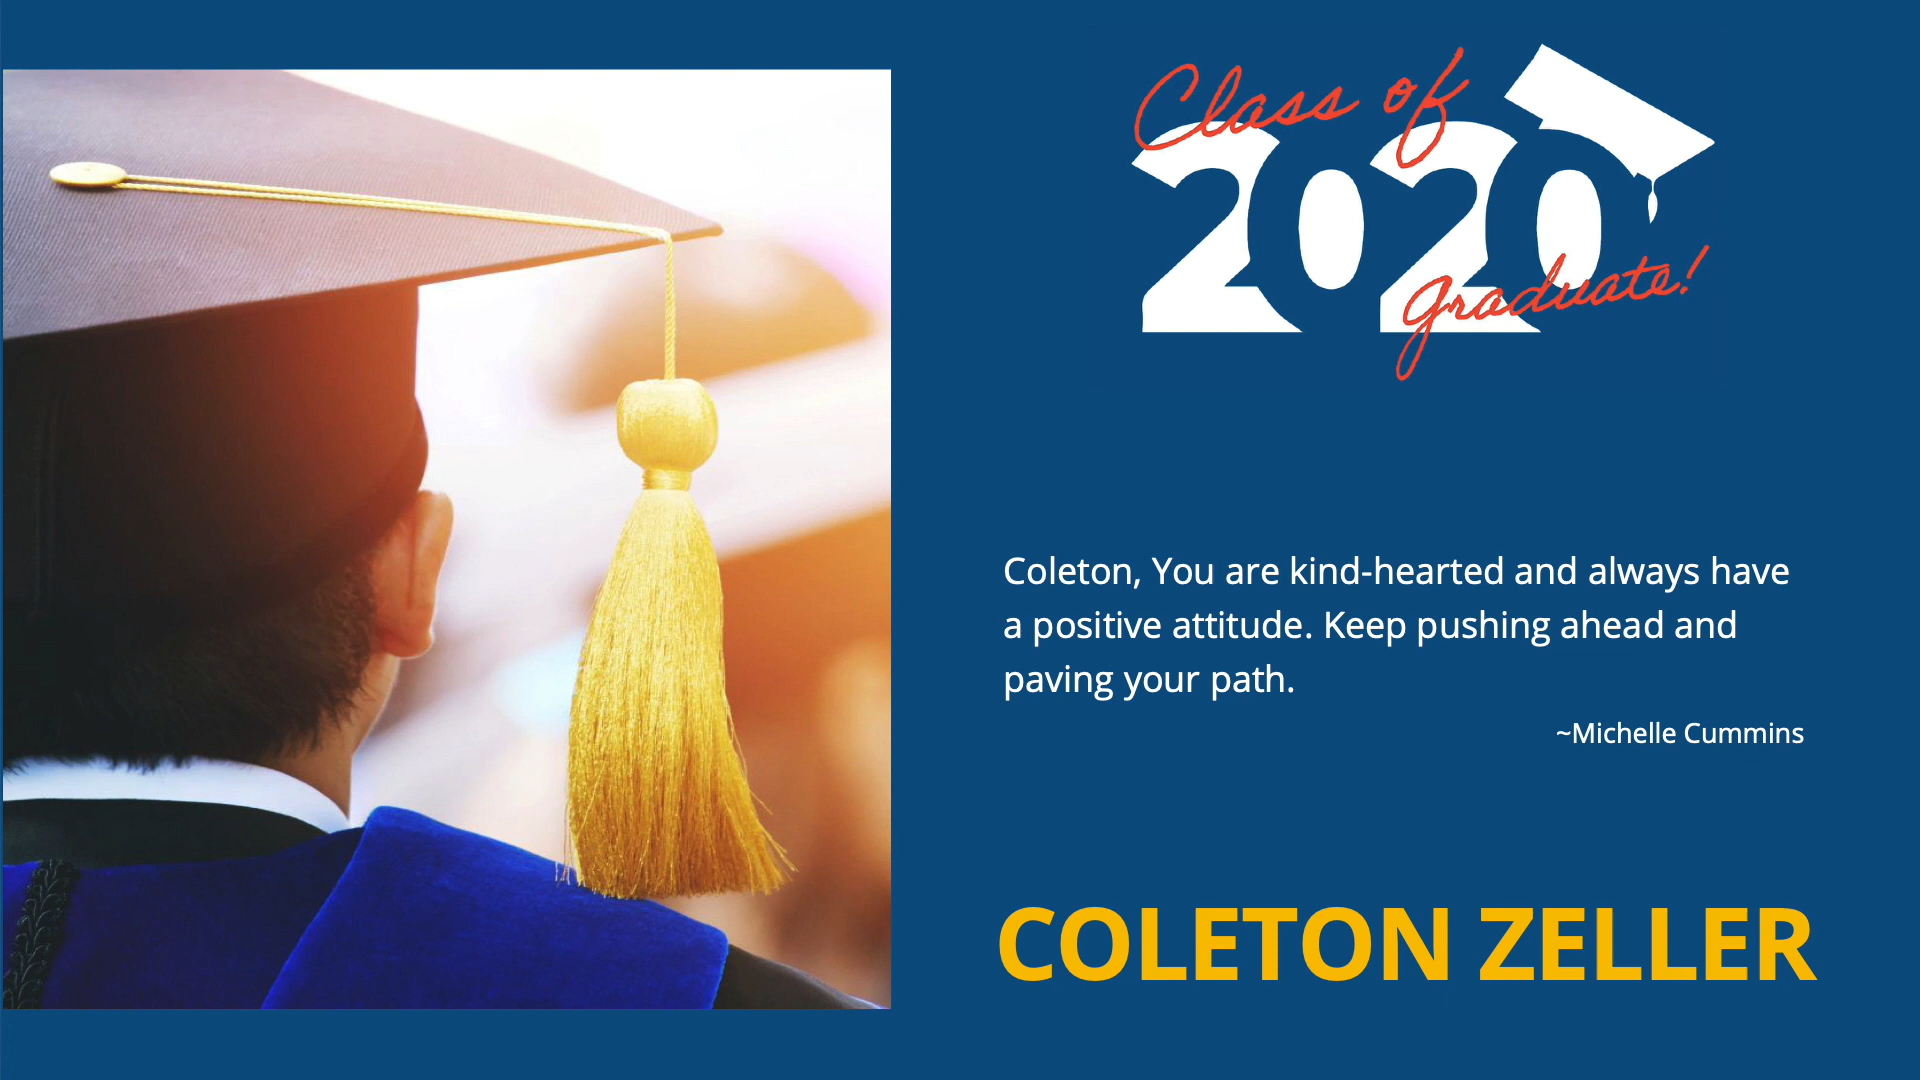 Class of
2020
graduate!
Coleton, You are kind-hearted and always have
a positive attitude. Keep pushing ahead and
paving your path.
~Michelle Cummins
COLETON ZELLER